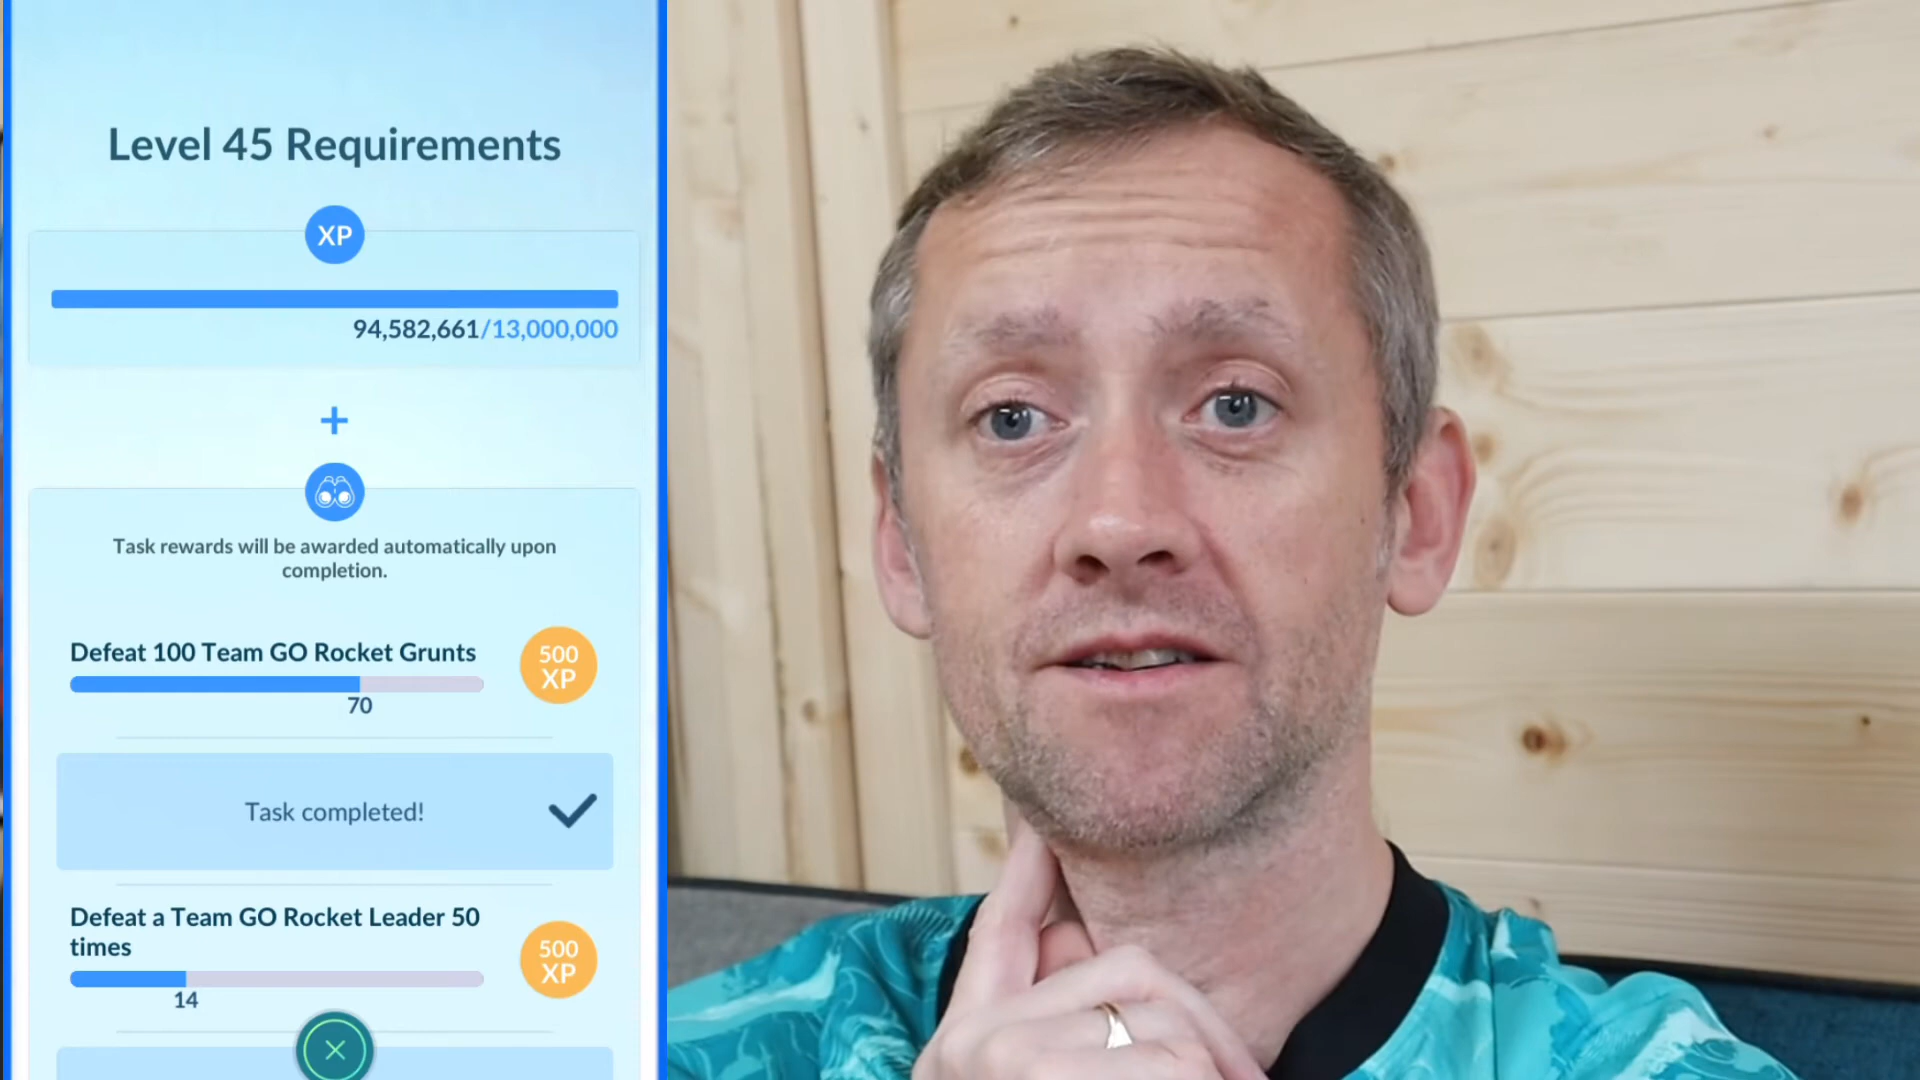 Level 45 Requirements
XP
94,582,661/13,000,000
+
Task rewards will be awarded automatically upon
completion.
Defeat 100 Team GO Rocket Grunts
500
XP
70
Task completed!
Defeat a Team GO Rocket Leader 50
times
500
XP
14